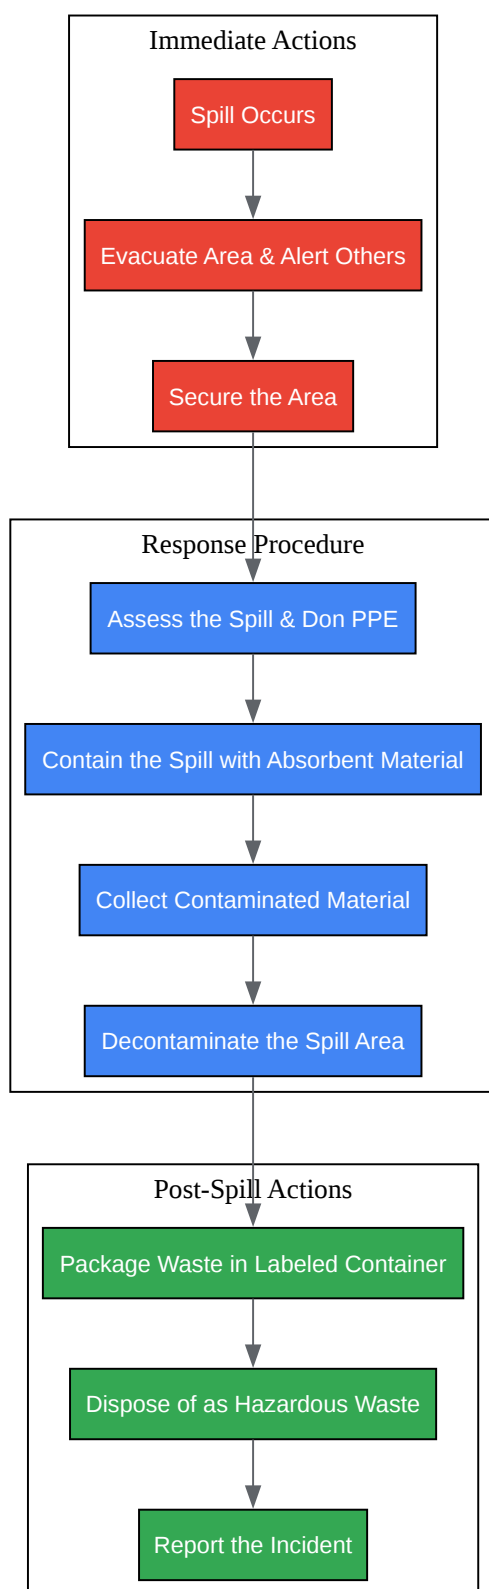 Immediate Actions
Spill Occurs
Evacuate Area & Alert Others
Secure the Area
Response Procedure
Assess the Spill & Don PPE
Contain the Spill with Absorbent Material
Collect Contaminated Material
Decontaminate the Spill Area
Post-Spill Actions
Package Waste in Labeled Container
Dispose of as Hazardous Waste
Report the Incident